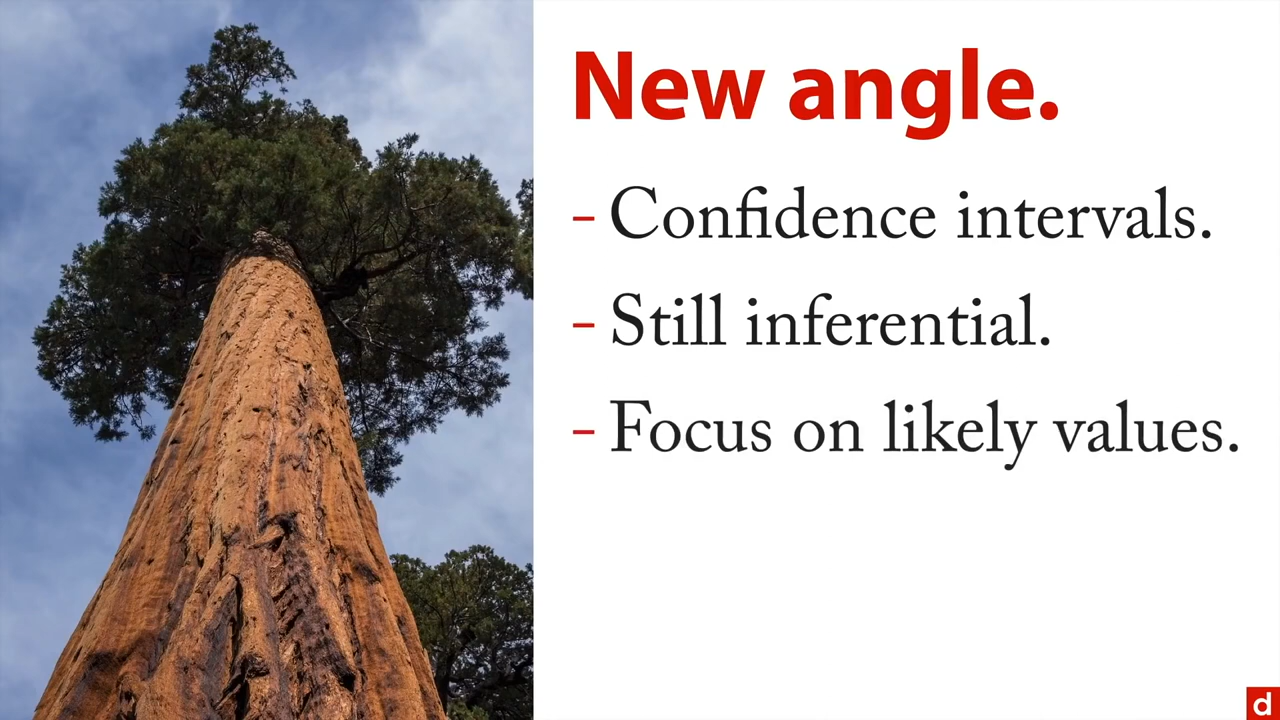 New angle.
- Confidence intervals.
- Still inferential.
- Focus on likely values.
d